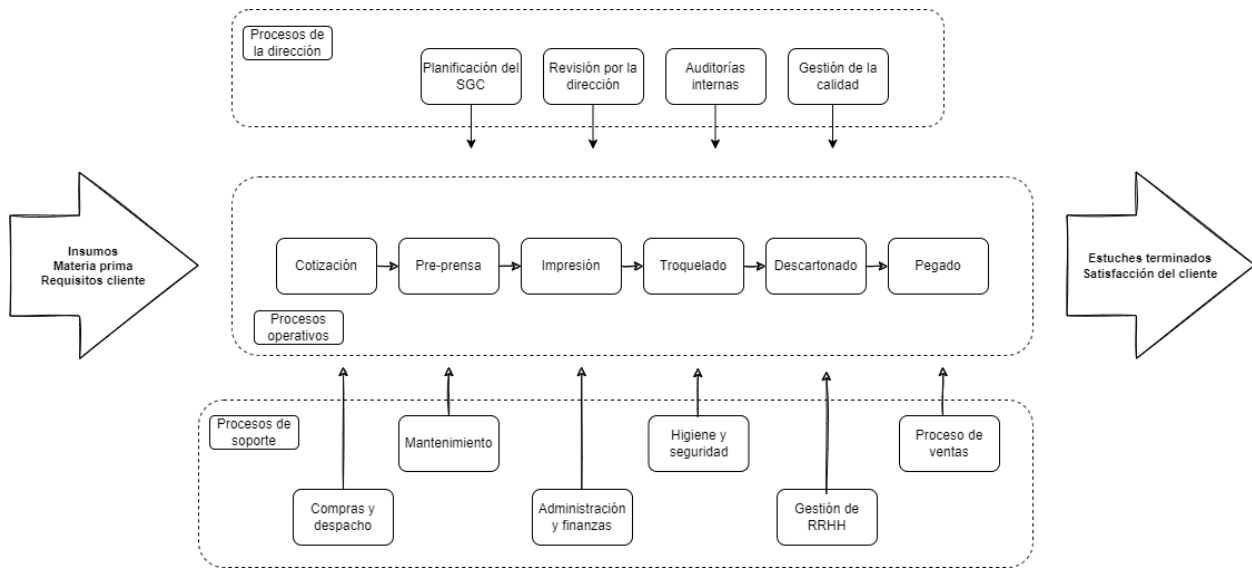 Procesos de
la dirección
Planificación del
SGC
Revisión por la
dirección
Auditorías
internas
Gestión de la
calidad
Insumos
Materia prima
Requisitos cliente
Cotización
Pre-prensa
Impresión
Troquelado
Descartonado
Pegado
Procesos
operativos
Estuches terminados
Satisfacción del cliente
Procesos de
soporte
Compras y
despacho
Mantenimiento
Administración
y finanzas
Higiene y
seguridad
Gestión de
RRHH
Proceso de
ventas